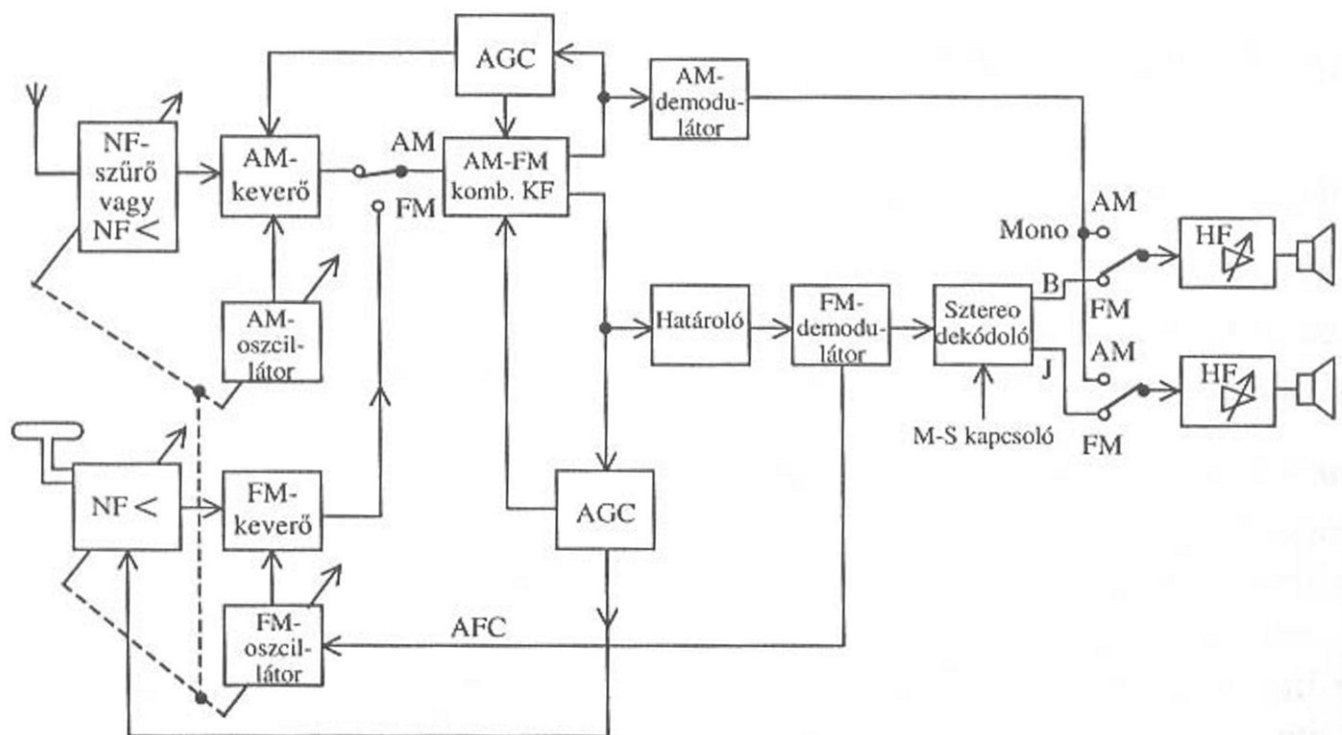 AGC
AM-
demodu-
látor
NF-
szűrő
vagy
NF <
AM-
keverő
AM
FM
AM-FM
komb. KF
AM-
oszcil-
látor
Mono
AM
FM
HF
B
Határoló
FM-
demodu-
látor
Sztereo
dekódoló
J
AM
FM
HF
M-S kapcsoló
NF <
FM-
keverő
AGC
FM-
oszcil-
látor
AFC